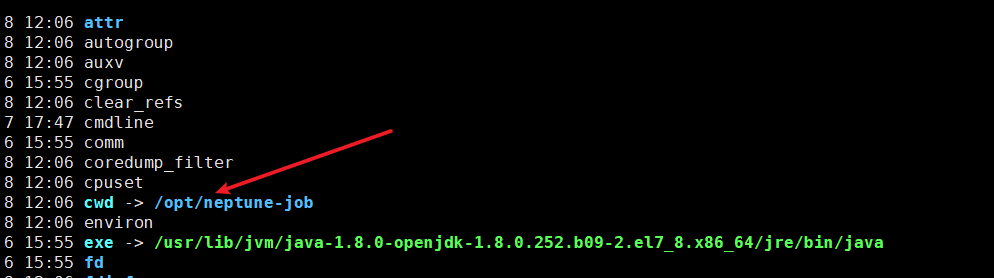 8 12:06 attr
8 12:06 autogroup
8 12:06 auxv
6 15:55 cgroup
8 12:06 clear_refs
7 17:47 cmdline
6 15:55 comm
8 12:06 coredump_filter
8 12:06 cpuset
8 12:06 cwd -> /opt/neptune-job
8 12:06 environ
6 15:55 exe -> /usr/lib/jvm/java-1.8.0-openjdk-1.8.0.252.b09-2.el7_8.x86_64/jre/bin/java
6 15:55 fd